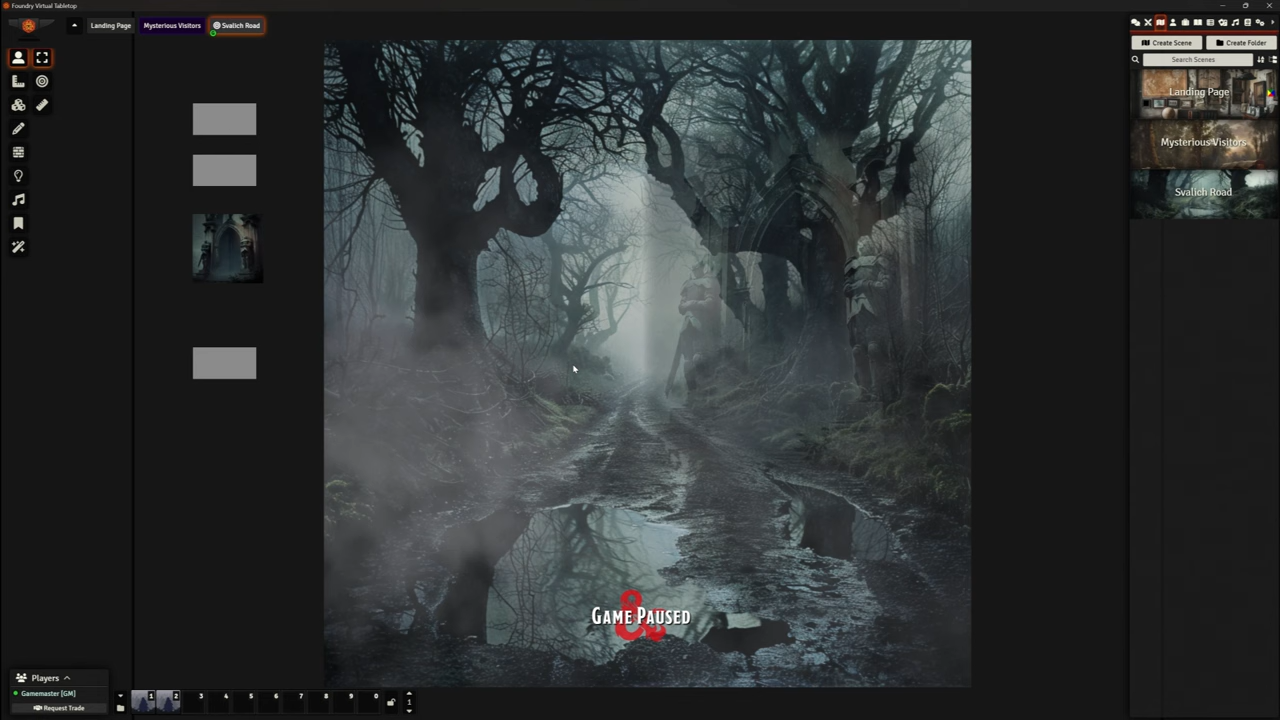 Foundry Virtual Tabletop
Landing Page
Mysterious Visitors
Svalich Road
G
Create Scene
Create Folder
Search Scenes
Landing Page
Mysterious Visitors
Svalich Road
&
GAME PAUSED
Players
Gamemaster [GM]
Request Trade
1 2 3 4 5 6 7 8 9 0
1